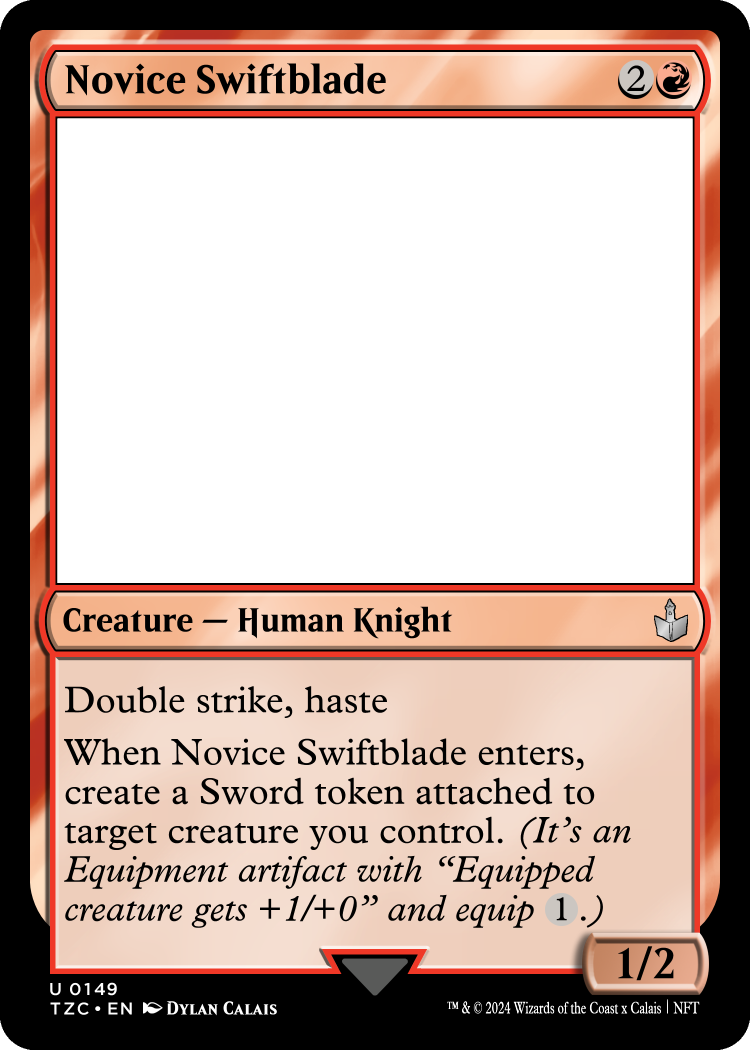 Novice Swiftblade 2
Creature — Human Knight
Double strike, haste
When Novice Swiftblade enters,
create a Sword token attached to
target creature you control. (It's an
Equipment artifact with “Equipped
creature gets +1/+0” and equip 1.)
1/2
U 0149
TZC • EN Dylan Calais
™ & © 2024 Wizards of the Coast x Calais | NFT